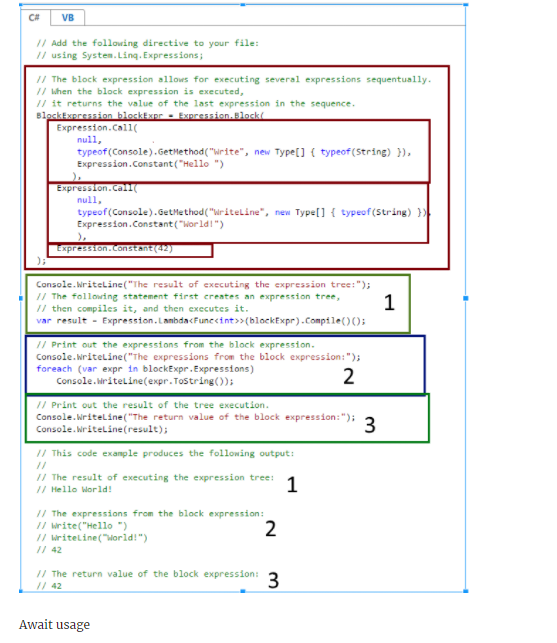 C# VB
// Add the following directive to your file:
// using System.Linq.Expressions;
// The block expression allows for executing several expressions sequentually.
// When the block expression is executed,
// it returns the value of the last expression in the sequence.
BlockExpression blockExpr = Expression.Block(
Expression.Call(
null,
typeof(Console).GetMethod("Write", new Type[] { typeof(String) }),
Expression.Constant("Hello ")
),
Expression.Call(
null,
typeof(Console).GetMethod("WriteLine", new Type[] { typeof(String) }),
Expression.Constant("World!")
),
Expression.Constant(42)
);
Console.WriteLine("The result of executing the expression tree:");
// The following statement first creates an expression tree,
// then compiles it, and then executes it.
var result = Expression.Lambda<Func<int>>(blockExpr).Compile()();
1
// Print out the expressions from the block expression.
Console.WriteLine("The expressions from the block expression:");
foreach (var expr in blockExpr.Expressions)
Console.WriteLine(expr.ToString());
2
// Print out the result of the tree execution.
Console.WriteLine("The return value of the block expression:");
Console.WriteLine(result);
3
// This code example produces the following output:
//
// The result of executing the expression tree:
// Hello World!
1
// The expressions from the block expression:
// Write("Hello ")
// WriteLine("World!")
// 42
2
// The return value of the block expression:
// 42
3
Await usage